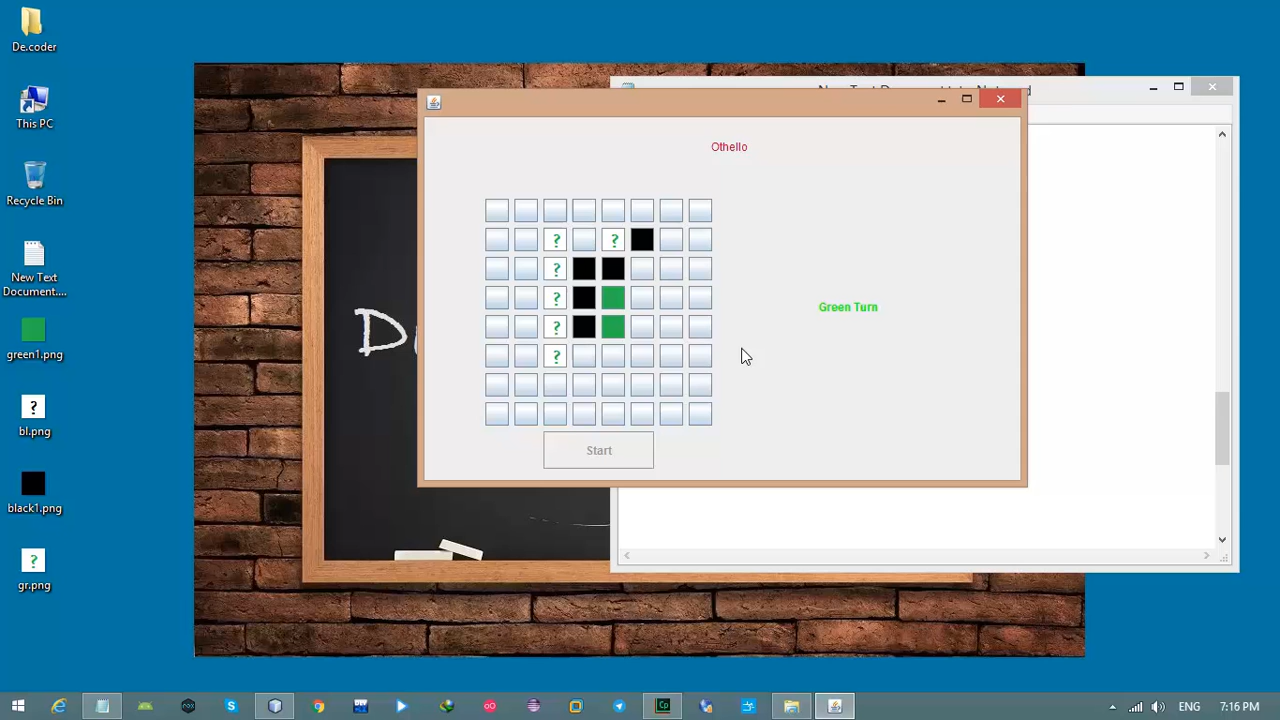 De.coder
This PC
Recycle Bin
New Text
Document....
green1.png
?
bl.png
black1.png
?
gr.png
Othello
? ?
?
?
?
?
Green Turn
Start
ENG
7:16 PM